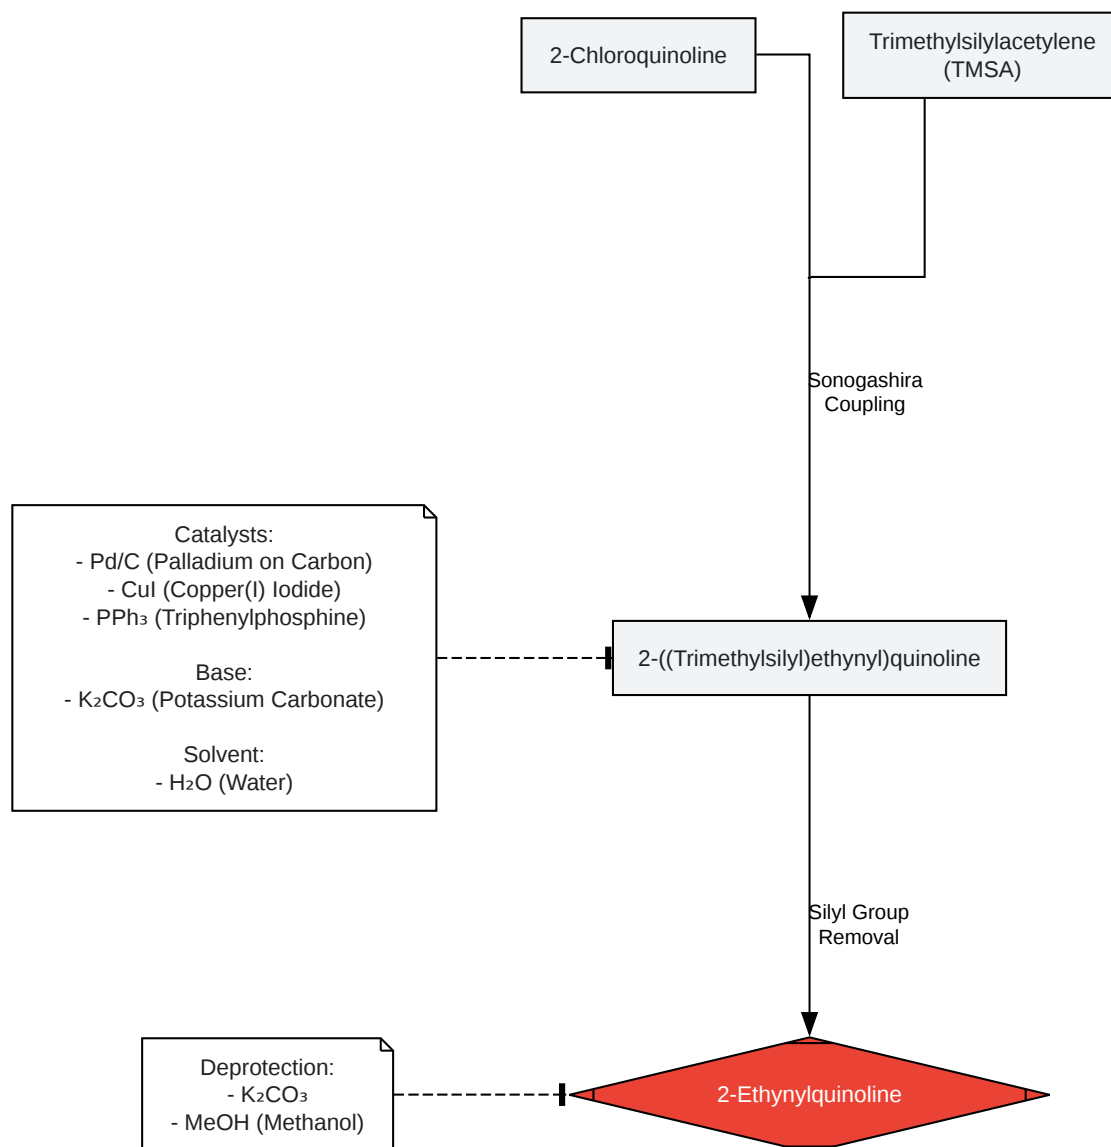 2-Chloroquinoline
Trimethylsilylacetylene
(TMSA)
Sonogashira
Coupling
Catalysts:
- Pd/C (Palladium on Carbon)
- CuI (Copper(I) Iodide)
- PPh₃ (Triphenylphosphine)
Base:
- K₂CO₃ (Potassium Carbonate)
Solvent:
- H₂O (Water)
2-((Trimethylsilyl)ethynyl)quinoline
Silyl Group
Removal
Deprotection:
- K₂CO₃
- MeOH (Methanol)
2-Ethynylquinoline